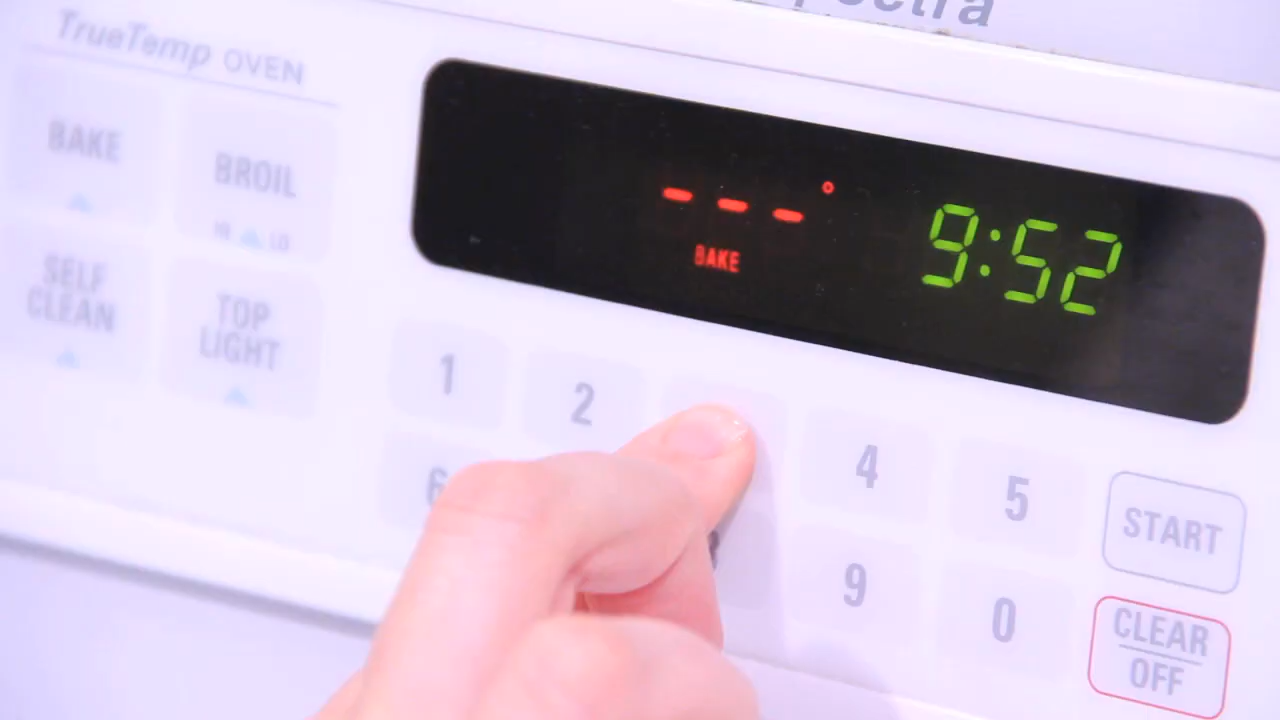 TrueTemp OVEN
BAKE
BROIL
HI LO
SELF
CLEAN
TOP
LIGHT
---°
BAKE
9:52
1
2
4
5
6
9
0
START
CLEAR
OFF